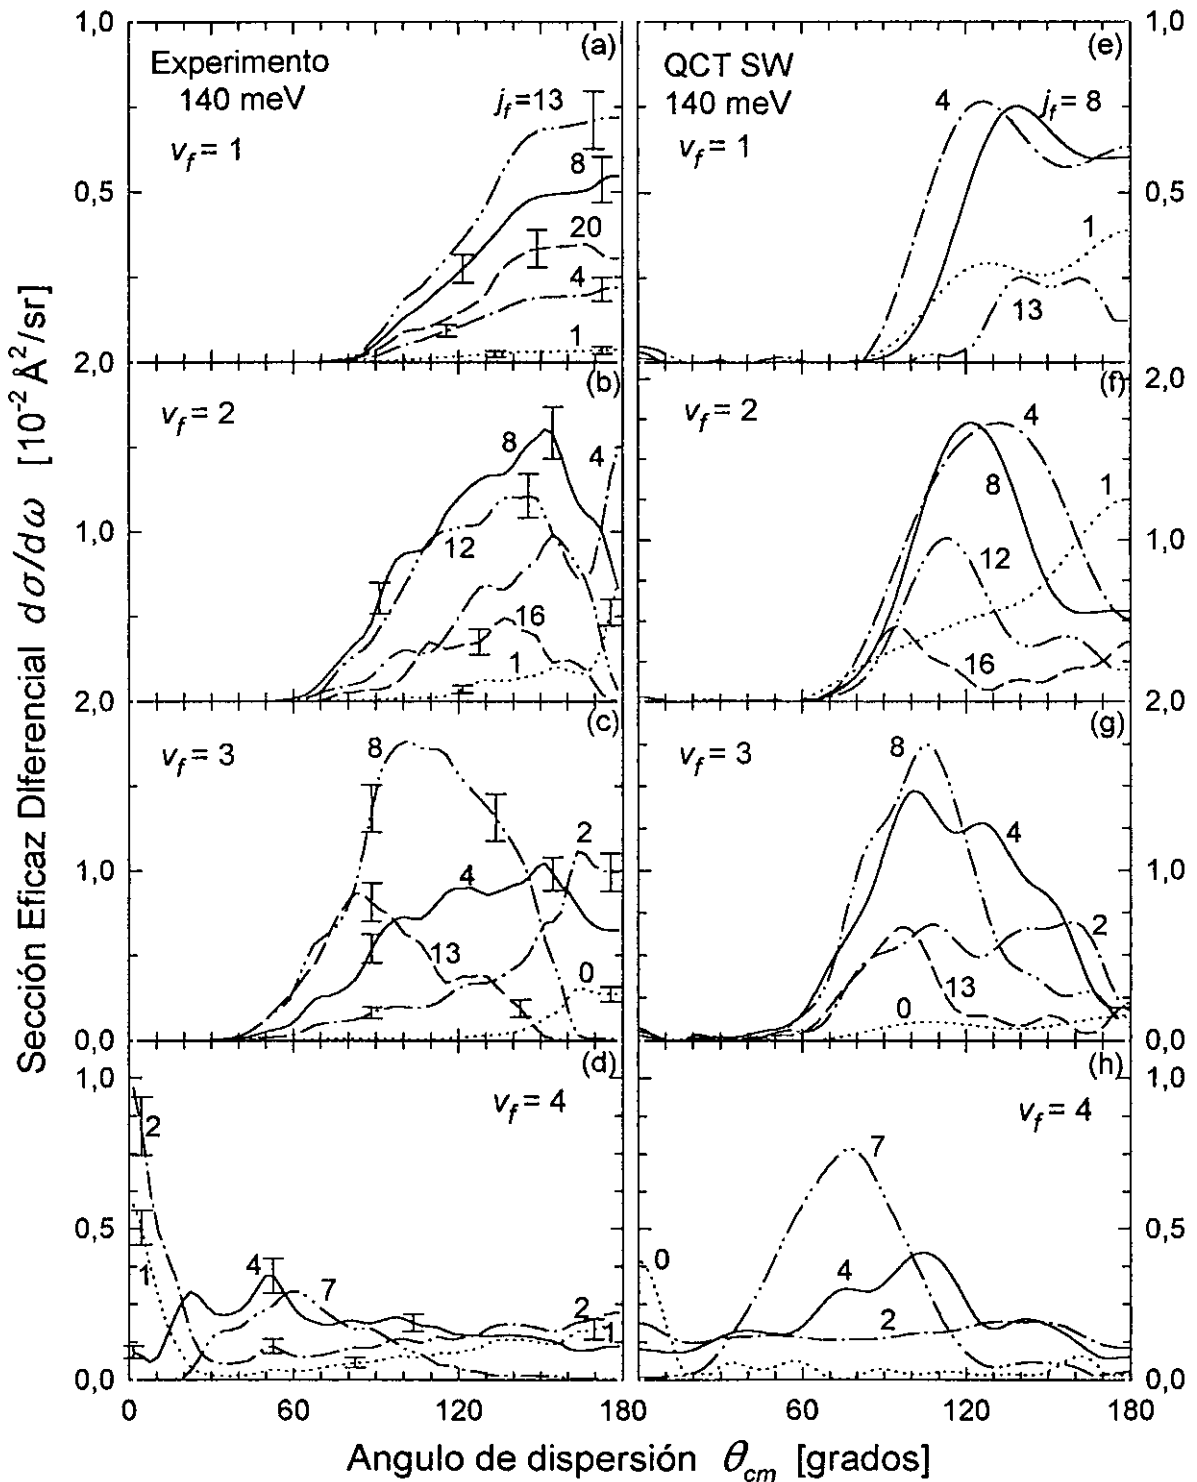 1,0
(a)
(e)
1,0
Experimento
140 meV
j_f =13
v_f = 1
QCT SW
140 meV
v_f = 1
4
j_f = 8
8
0,5
20
4
1
0,5
1
13
2,0
(b)
(f)
2,0
v_f = 2
8
4
v_f = 2
4
8
1
1,0
12
12
1,0
16
1
16
2,0
(c)
(g)
2,0
v_f = 3
8
2
v_f = 3
8
4
1,0
4
1,0
13
0
2
13
0
0,0
(d)
(h)
0,0
1,0
v_f = 4
v_f = 4
1,0
2
7
0,5
1
4
7
2
1
0
4
2
0,5
0,0
0,0
0
60
120
180
60
120
180
Sección Eficaz DIferencial dσ/dω [10⁻² Å²/sr]
Angulo de dispersión θ_cm [grados]